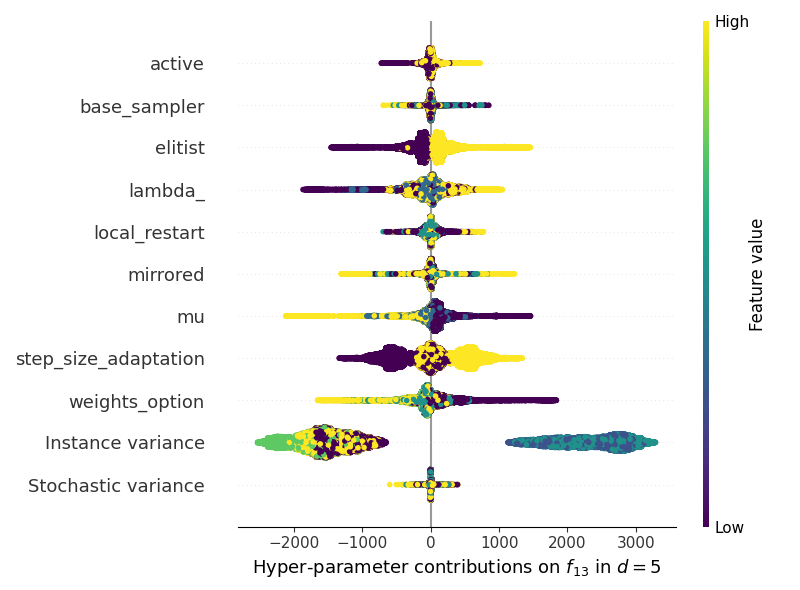 High
active
base_sampler
elitist
lambda_
local_restart
mirrored
mu
step_size_adaptation
weights_option
Instance variance
Stochastic variance
Feature value
Low
−2000 −1000 0 1000 2000 3000
Hyper-parameter contributions on f₁₃ in d = 5